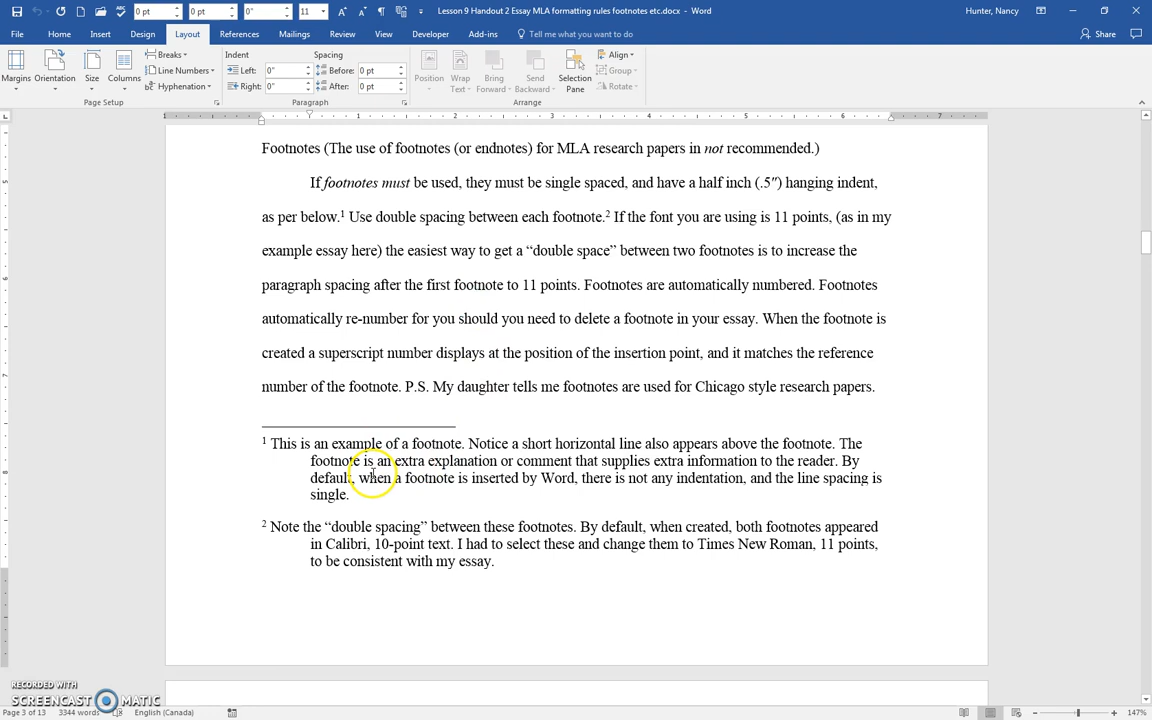 0 pt 0 pt 0" 11 Lesson 9 Handout 2 Essay MLA formatting rules footnotes etc.docx - Word Hunter, Nancy
File Home Insert Design Layout References Mailings Review View Developer Add-ins Tell me what you want to do Share
Margins Orientation Size Columns Breaks Line Numbers Hyphenation
Page Setup
Indent Spacing
Left: 0" Before: 0 pt
Right: 0" After: 0 pt
Paragraph
Position Wrap Text Bring Forward Send Backward Selection Pane Align Group Rotate
Arrange
1 1 2 3 4 5 6 7
Footnotes (The use of footnotes (or endnotes) for MLA research papers in not recommended.)
If footnotes must be used, they must be single spaced, and have a half inch (.5″) hanging indent,
as per below.¹ Use double spacing between each footnote.² If the font you are using is 11 points, (as in my
example essay here) the easiest way to get a “double space” between two footnotes is to increase the
paragraph spacing after the first footnote to 11 points. Footnotes are automatically numbered. Footnotes
automatically re-number for you should you need to delete a footnote in your essay. When the footnote is
created a superscript number displays at the position of the insertion point, and it matches the reference
number of the footnote. P.S. My daughter tells me footnotes are used for Chicago style research papers.
¹ This is an example of a footnote. Notice a short horizontal line also appears above the footnote. The
footnote is an extra explanation or comment that supplies extra information to the reader. By
default, when a footnote is inserted by Word, there is not any indentation, and the line spacing is
single.
² Note the “double spacing” between these footnotes. By default, when created, both footnotes appeared
in Calibri, 10-point text. I had to select these and change them to Times New Roman, 11 points,
to be consistent with my essay.
RECORDED WITH
SCREENCAST MATIC
Page 3 of 13 3344 words English (Canada) 147%